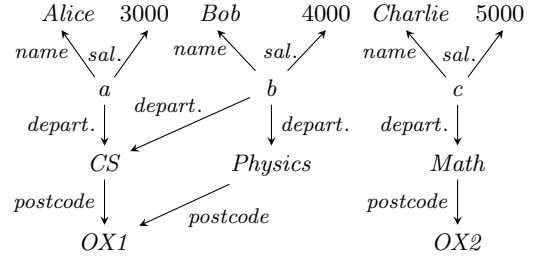 Alice 3000 Bob 4000 Charlie 5000
name sal. name sal. name sal.
a b c
depart. depart. depart. depart.
CS Physics Math
postcode postcode postcode
OX1 OX2